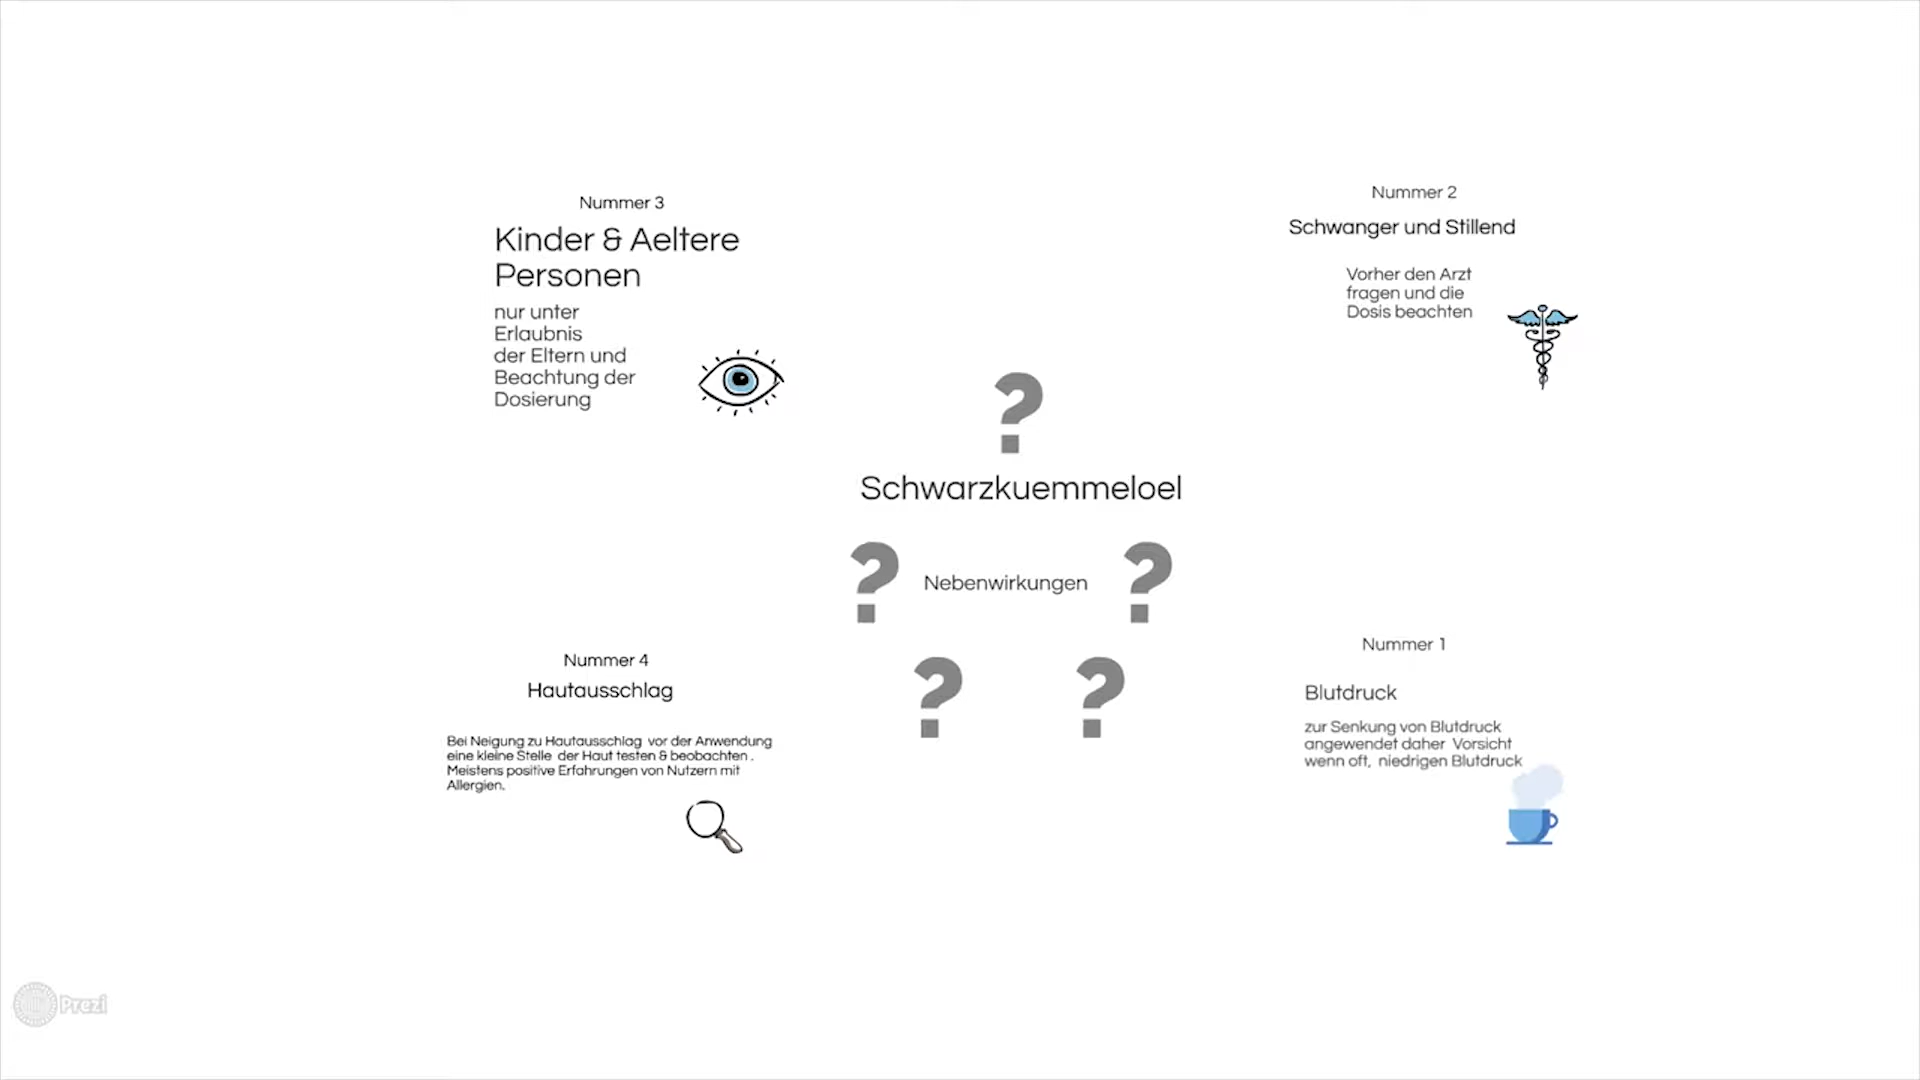 Nummer 3
Kinder & Aeltere
Personen
nur unter
Erlaubnis
der Eltern und
Beachtung der
Dosierung
Nummer 2
Schwanger und Stillend
Vorher den Arzt
fragen und die
Dosis beachten
?
Schwarzkuemmeloel
? Nebenwirkungen ?
? ?
Nummer 4
Hautausschlag
Bei Neigung zu Hautausschlag vor der Anwendung
eine kleine Stelle der Haut testen & beobachten .
Meistens positive Erfahrungen von Nutzern mit
Allergien.
Nummer 1
Blutdruck
zur Senkung von Blutdruck
angewendet daher Vorsicht
wenn oft, niedrigen Blutdruck
Prezi